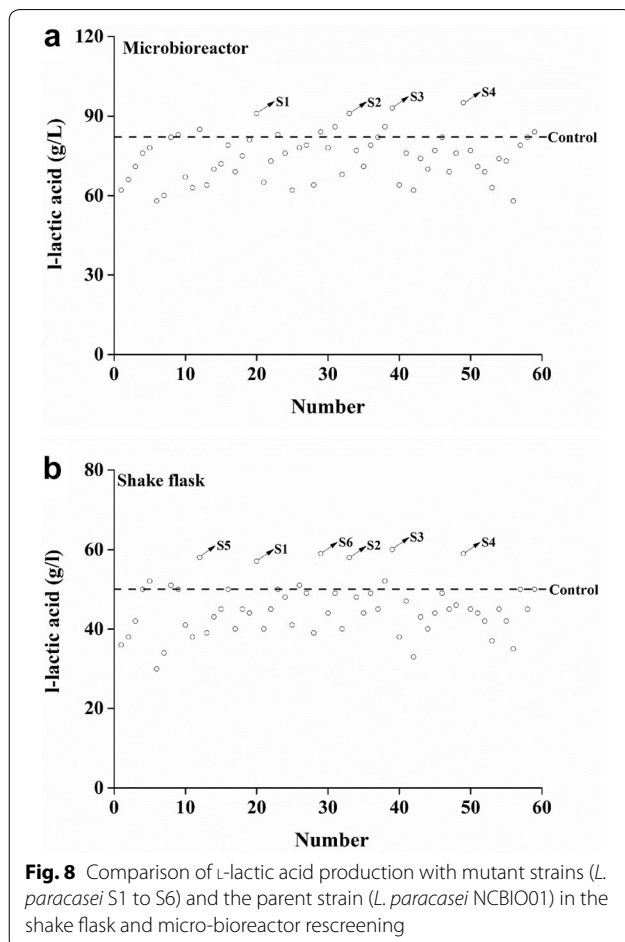 a
Microbioreactor
120
90
60
30
0
l-lactic acid (g/L)
S1
S2
S3
S4
Control
0 10 20 30 40 50 60
Number
b
Shake flask
80
60
40
20
0
l-lactic acid (g/l)
S5
S1
S6
S2
S3
S4
Control
0 10 20 30 40 50 60
Number
Fig. 8 Comparison of ʟ-lactic acid production with mutant strains (L.
paracasei S1 to S6) and the parent strain (L. paracasei NCBIO01) in the
shake flask and micro-bioreactor rescreening